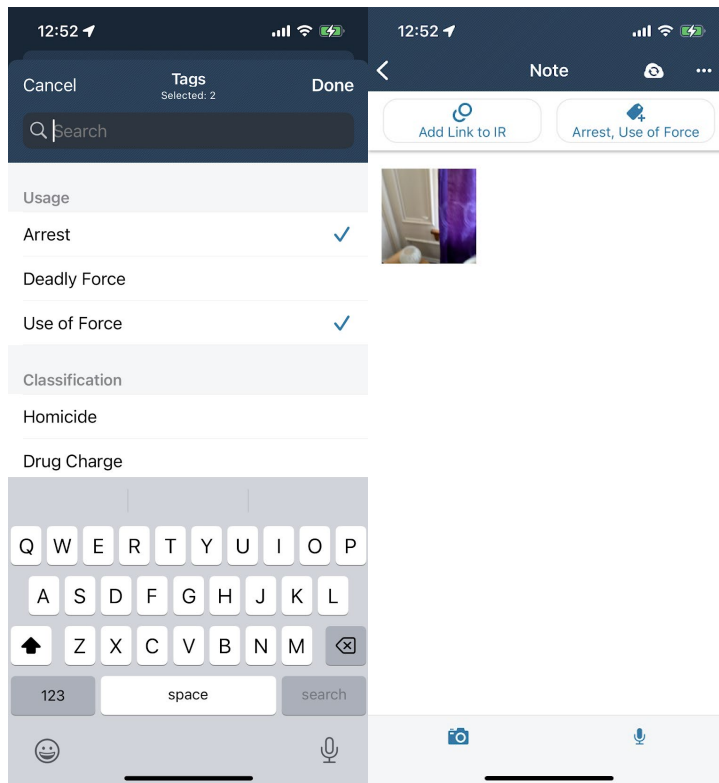 12:52
Cancel
Tags
Selected: 2
Done
Search
Usage
Arrest
Deadly Force
Use of Force
Classification
Homicide
Drug Charge
Q W E R T Y U I O P
A S D F G H J K L
Z X C V B N M
123
space
search
12:52
Note
Add Link to IR
Arrest, Use of Force